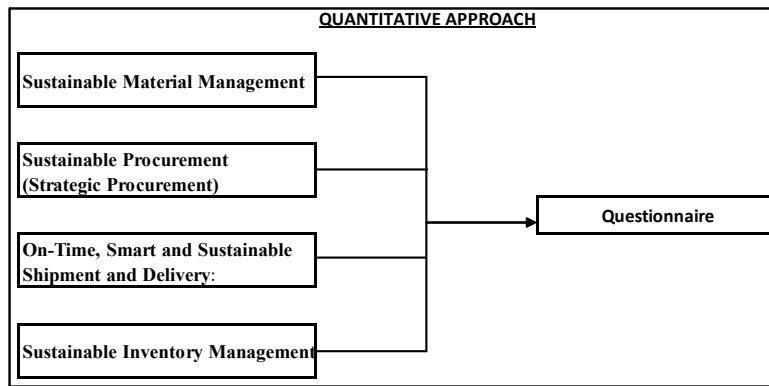 QUANTITATIVE APPROACH
Sustainable Material Management
Sustainable Procurement
(Strategic Procurement)
On-Time, Smart and Sustainable
Shipment and Delivery:
Sustainable Inventory Management
Questionnaire